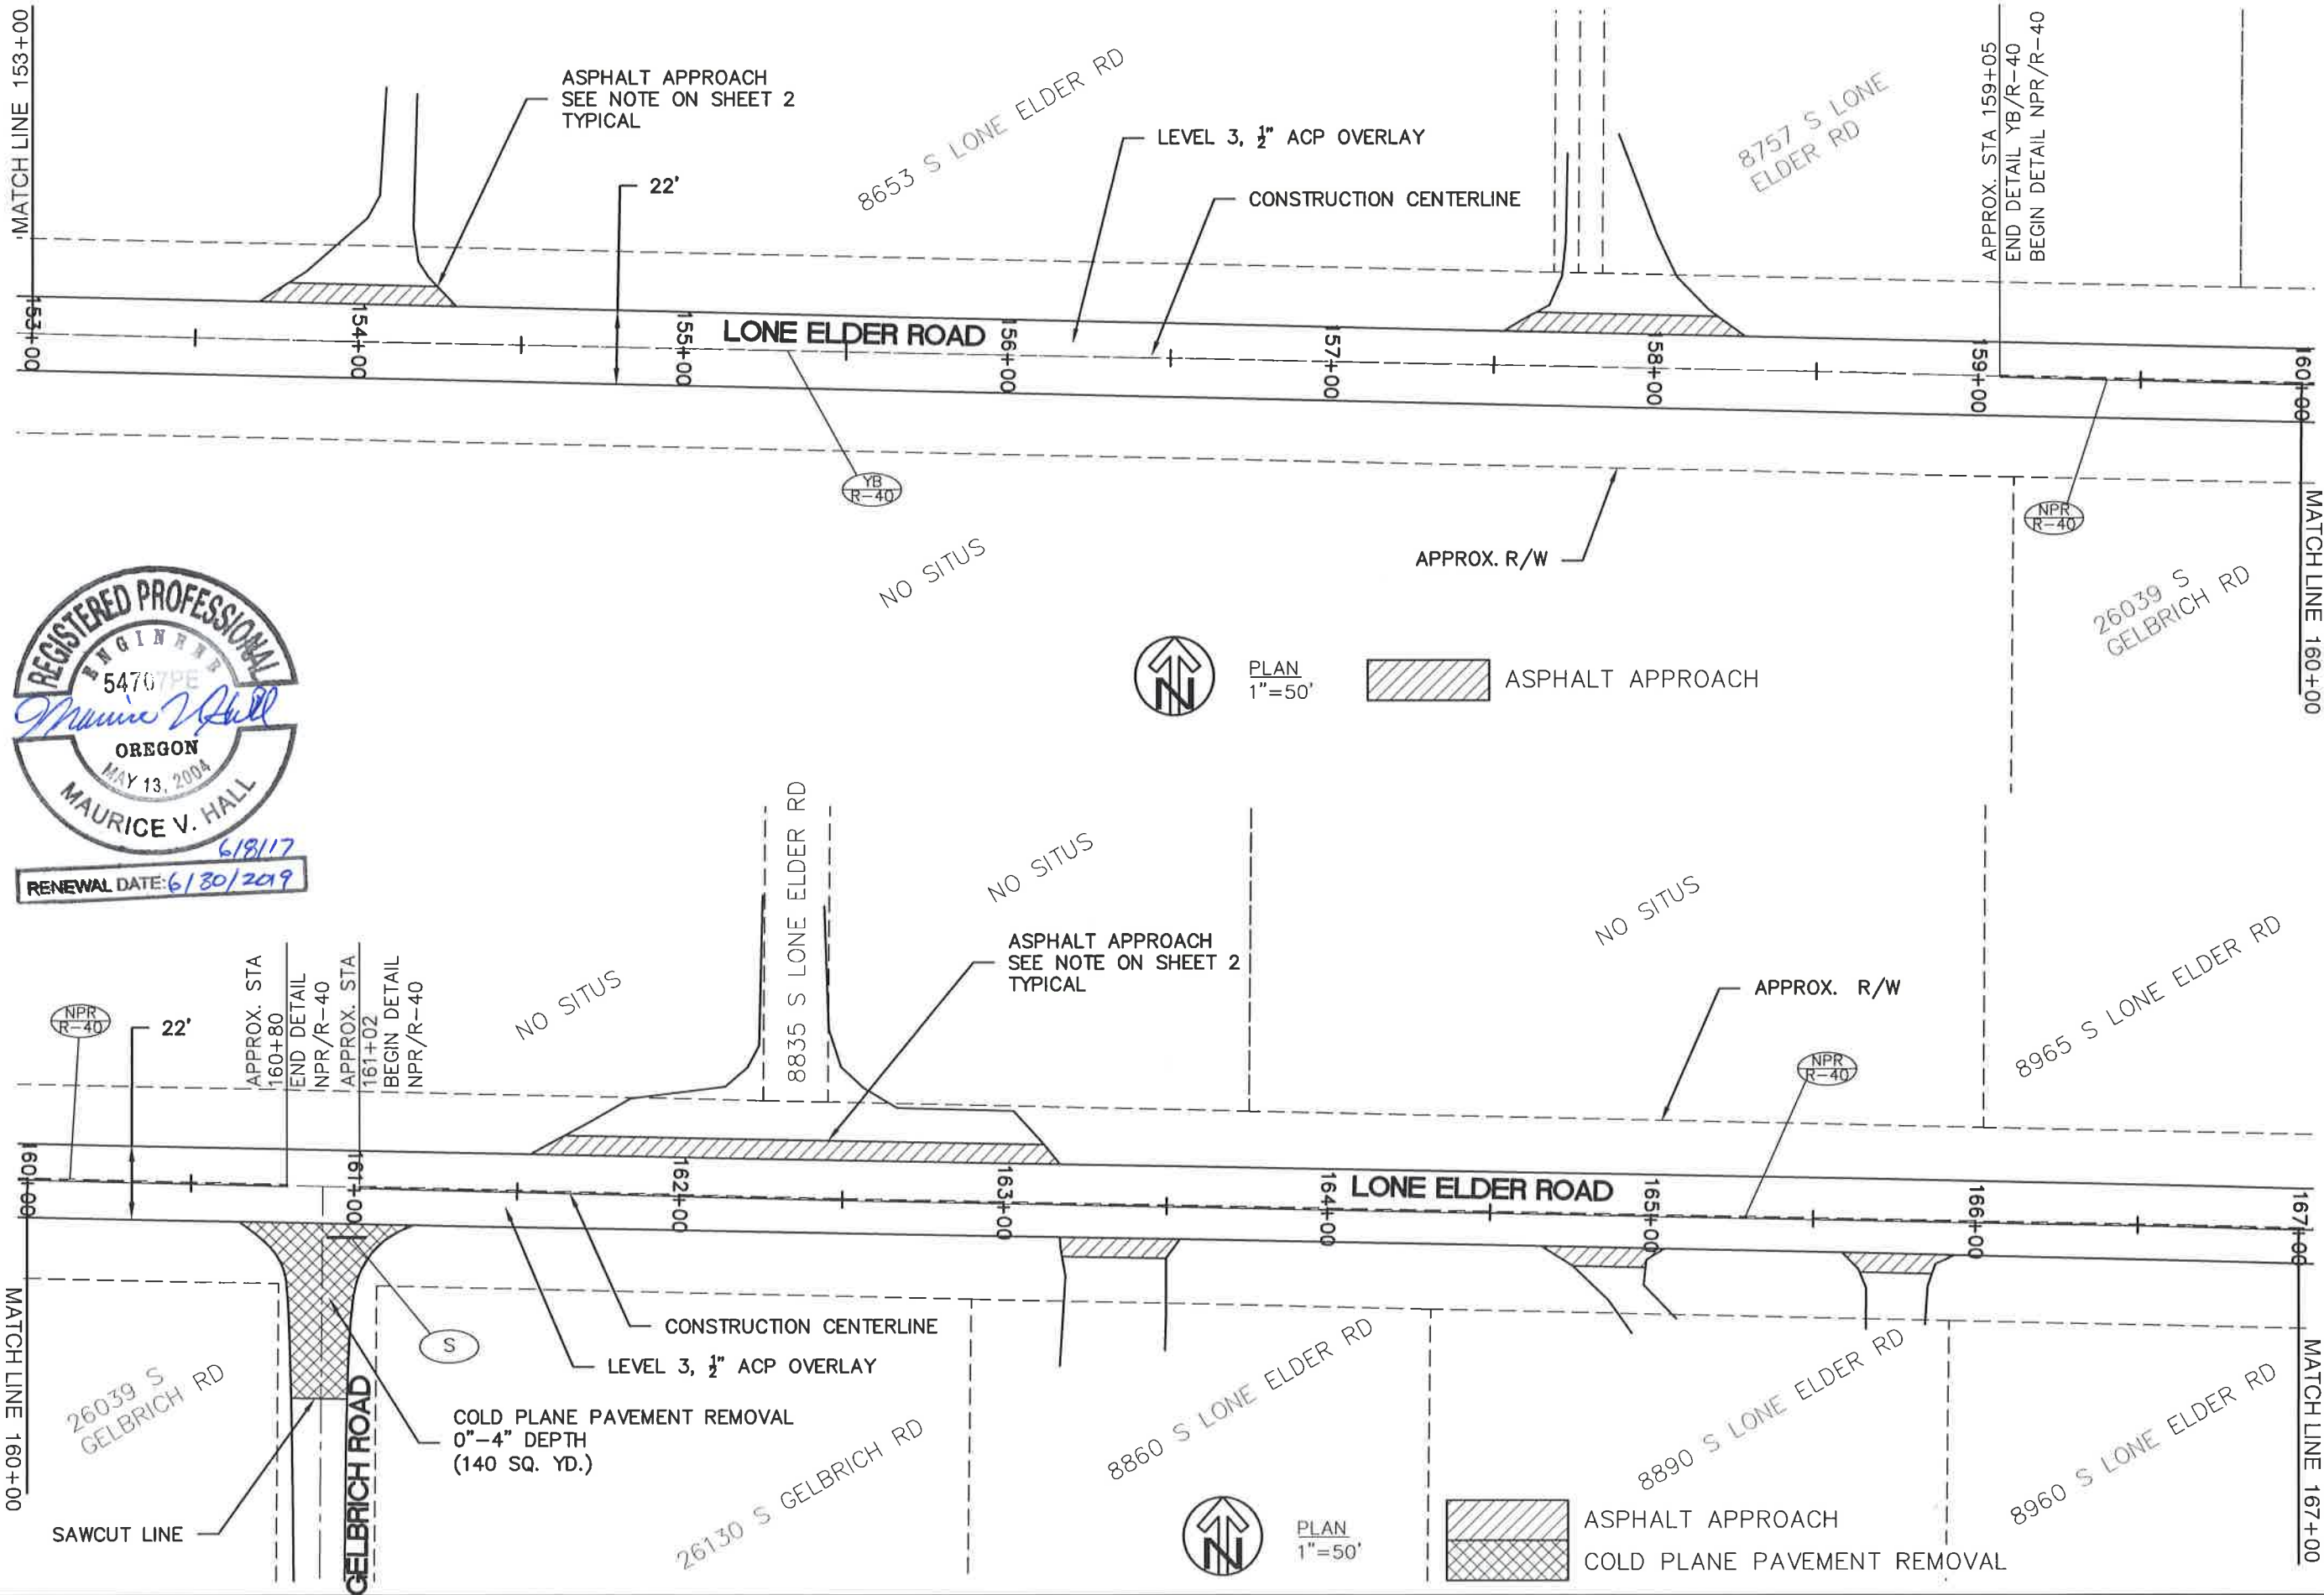 MATCH LINE 153+00
ASPHALT APPROACH
SEE NOTE ON SHEET 2
TYPICAL
22'
8653 S LONE ELDER RD
LEVEL 3, ½" ACP OVERLAY
CONSTRUCTION CENTERLINE
8757 S LONE
ELDER RD
APPROX. STA 159+05
END DETAIL YB/R-40
BEGIN DETAIL NPR/R-40
153+00
154+00
155+00
LONE ELDER ROAD
156+00
157+00
158+00
159+00
160+00
YB
R-40
NO SITUS
APPROX. R/W
NPR
R-40
26039 S
GELBRICH RD
MATCH LINE 160+00
REGISTERED PROFESSIONAL
ENGINEER
54707PE
Maurice V Hall
OREGON
MAY 13, 2004
MAURICE V. HALL
6/8/17
RENEWAL DATE: 6/30/2019
N
PLAN
1"=50'
ASPHALT APPROACH
NPR
R-40
22'
APPROX. STA
160+80
END DETAIL
NPR/R-40
APPROX. STA
161+02
BEGIN DETAIL
NPR/R-40
NO SITUS
8835 S LONE ELDER RD
NO SITUS
ASPHALT APPROACH
SEE NOTE ON SHEET 2
TYPICAL
NO SITUS
APPROX. R/W
NPR
R-40
8965 S LONE ELDER RD
160+00
161+00
162+00
163+00
164+00
LONE ELDER ROAD
165+00
166+00
167+00
MATCH LINE 160+00
26039 S
GELBRICH RD
SAWCUT LINE
GELBRICH ROAD
S
CONSTRUCTION CENTERLINE
LEVEL 3, ½" ACP OVERLAY
COLD PLANE PAVEMENT REMOVAL
0"-4" DEPTH
(140 SQ. YD.)
26130 S GELBRICH RD
8860 S LONE ELDER RD
8890 S LONE ELDER RD
8960 S LONE ELDER RD
MATCH LINE 167+00
N
PLAN
1"=50'
ASPHALT APPROACH
COLD PLANE PAVEMENT REMOVAL